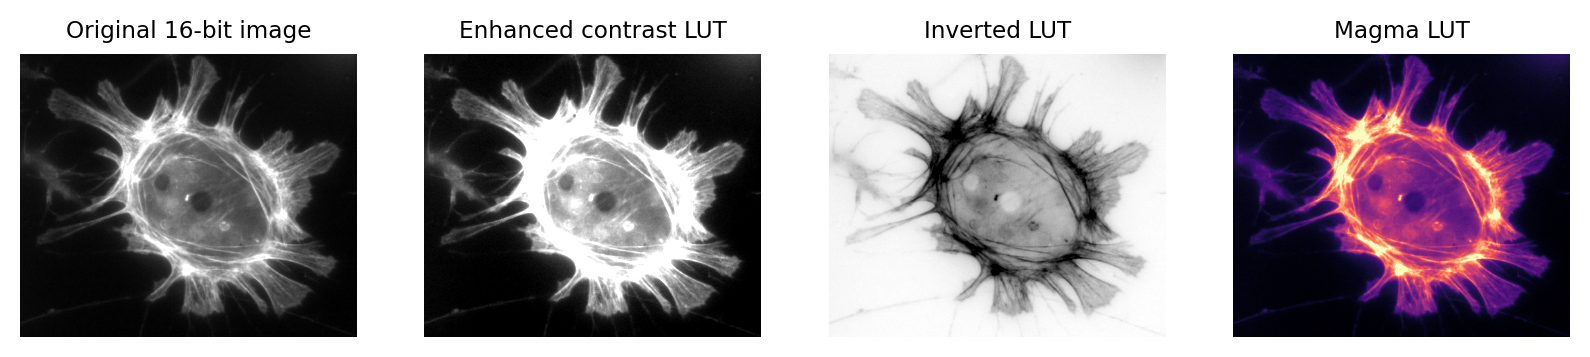 Original 16-bit image
Enhanced contrast LUT
Inverted LUT
Magma LUT